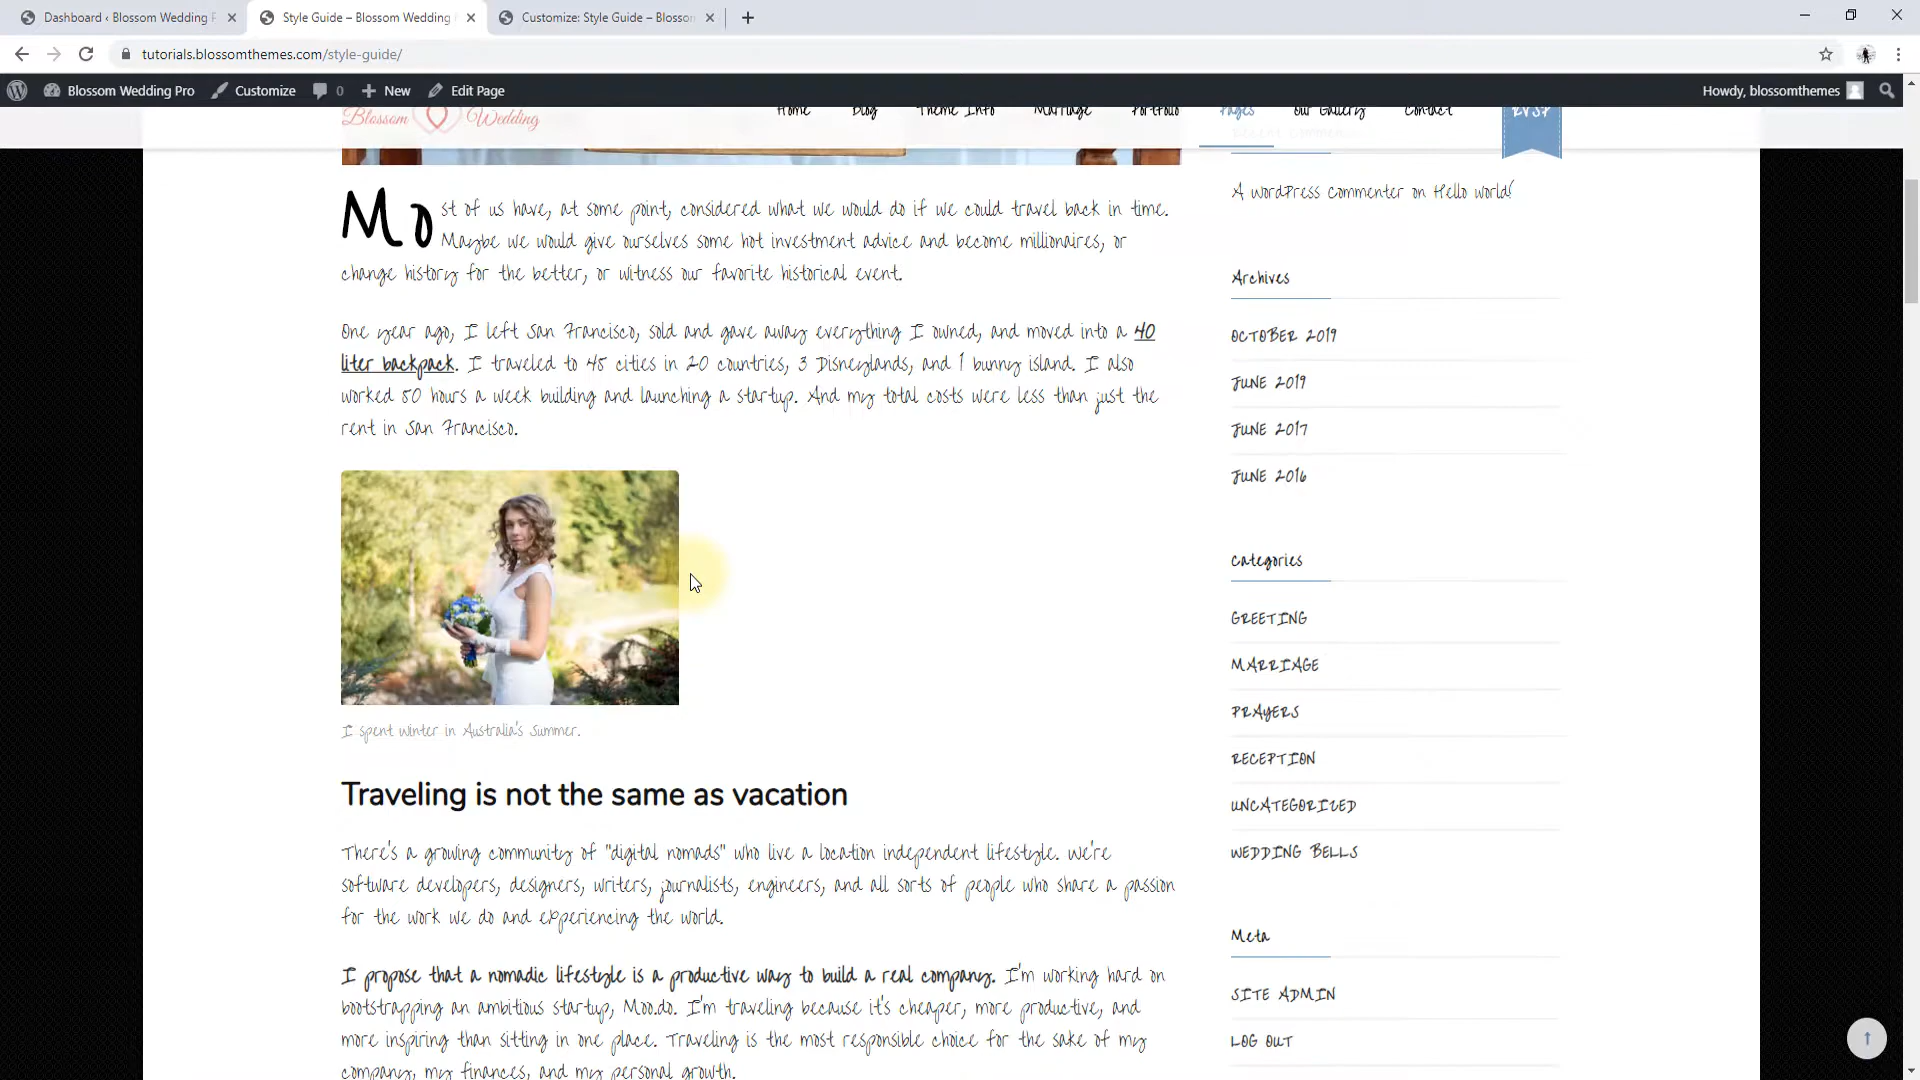 Dashboard ‹ Blossom Wedding P
Style Guide – Blossom Wedding
Customize: Style Guide – Blosson
tutorials.blossomthemes.com/style-guide/
Blossom Wedding Pro
Customize
0
New
Edit Page
Howdy, blossomthemes
Blossom Wedding
Home
Blog
Theme Info
Marriage
Portfolio
Pages
Our Gallery
Contact
RVSP
Recent Comments
Most of us have, at some point, considered what we would do if we could travel back in time.
Maybe we would give ourselves some hot investment advice and become millionaires, or
change history for the better, or witness our favorite historical event.
One year ago, I left San Francisco, sold and gave away everything I owned, and moved into a 40
liter backpack. I traveled to 45 cities in 20 countries, 3 Disneylands, and 1 bunny island. I also
worked 50 hours a week building and launching a startup. And my total costs were less than just the
rent in San Francisco.
I spent winter in Australia's Summer.
Traveling is not the same as vacation
There's a growing community of "digital nomads" who live a location independent lifestyle. We're
software developers, designers, writers, journalists, engineers, and all sorts of people who share a passion
for the work we do and experiencing the world.
I propose that a nomadic lifestyle is a productive way to build a real company. I'm working hard on
bootstrapping an ambitious startup, Moo.do. I'm traveling because it's cheaper, more productive, and
more inspiring than sitting in one place. Traveling is the most responsible choice for the sake of my
company, my finances, and my personal growth.
A WordPress Commenter on Hello world!
Archives
OCTOBER 2019
JUNE 2019
JUNE 2017
JUNE 2016
Categories
GREETING
MARRIAGE
PRAYERS
RECEPTION
UNCATEGORIZED
WEDDING BELLS
Meta
SITE ADMIN
LOG OUT